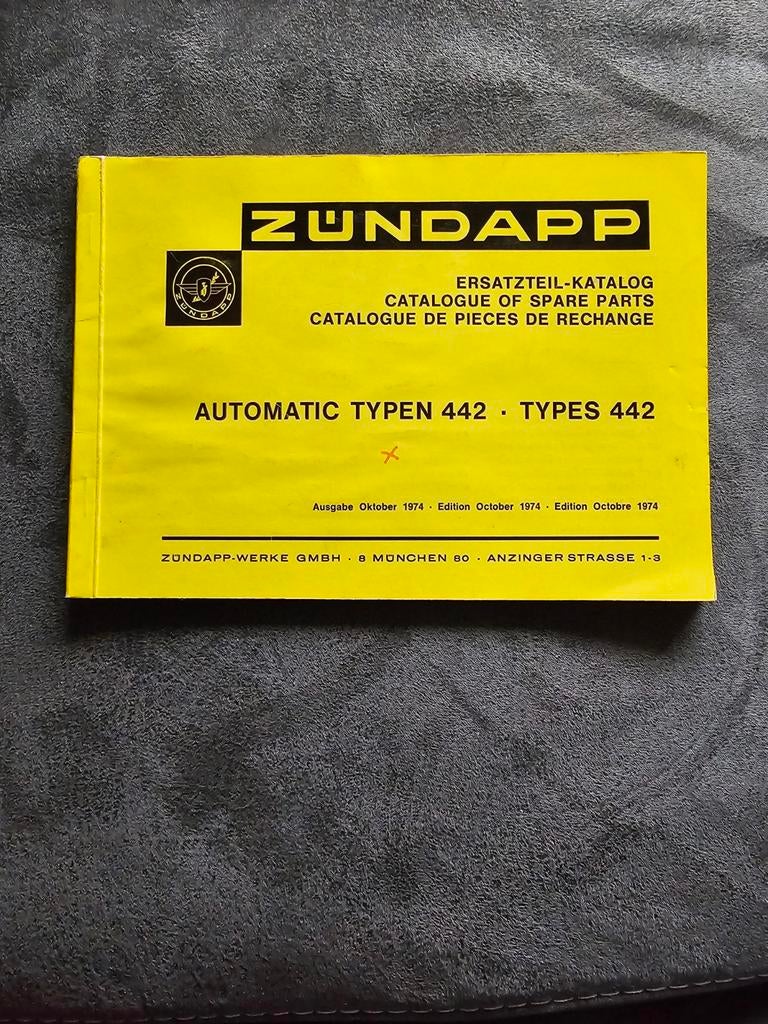 ZÜNDAPP
ZÜNDAPP
ERSATZTEIL-KATALOG
CATALOGUE OF SPARE PARTS
CATALOGUE DE PIECES DE RECHANGE
AUTOMATIC TYPEN 442 · TYPES 442
Ausgabe Oktober 1974 · Edition October 1974 · Edition Octobre 1974
ZÜNDAPP-WERKE GMBH · 8 MÜNCHEN 80 · ANZINGER STRASSE 1-3